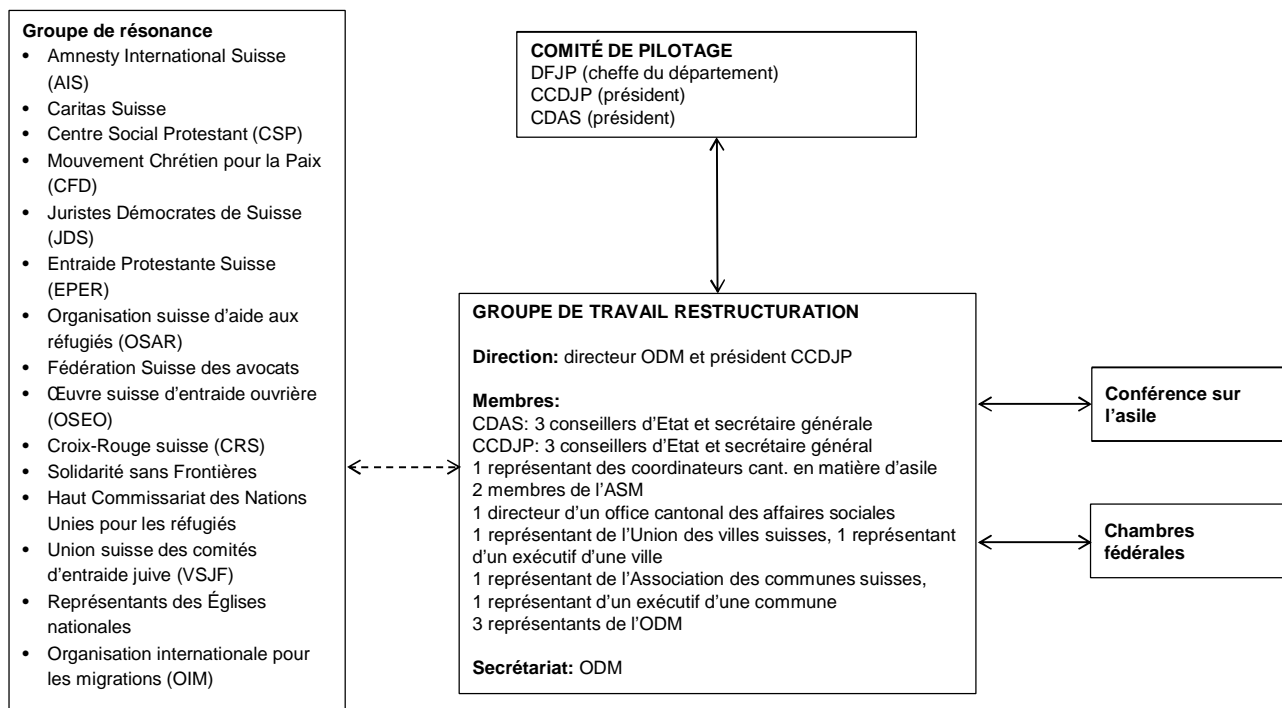 Groupe de résonance
• Amnesty International Suisse
(AIS)
• Caritas Suisse
• Centre Social Protestant (CSP)
• Mouvement Chrétien pour la Paix
(CFD)
• Juristes Démocrates de Suisse
(JDS)
• Entraide Protestante Suisse
(EPER)
• Organisation suisse d'aide aux
réfugiés (OSAR)
• Fédération Suisse des avocats
• Œuvre suisse d'entraide ouvrière
(OSEO)
• Croix-Rouge suisse (CRS)
• Solidarité sans Frontières
• Haut Commissariat des Nations
Unies pour les réfugiés
• Union suisse des comités
d'entraide juive (VSJF)
• Représentants des Églises
nationales
• Organisation internationale pour
les migrations (OIM)
COMITÉ DE PILOTAGE
DFJP (cheffe du département)
CCDJP (président)
CDAS (président)
GROUPE DE TRAVAIL RESTRUCTURATION
Direction: directeur ODM et président CCDJP
Membres:
CDAS: 3 conseillers d'Etat et secrétaire générale
CCDJP: 3 conseillers d'Etat et secrétaire général
1 représentant des coordinateurs cant. en matière d'asile
2 membres de l'ASM
1 directeur d'un office cantonal des affaires sociales
1 représentant de l'Union des villes suisses, 1 représentant
d'un exécutif d'une ville
1 représentant de l'Association des communes suisses,
1 représentant d'un exécutif d'une commune
3 représentants de l'ODM
Secrétariat: ODM
Conférence sur
l'asile
Chambres
fédérales